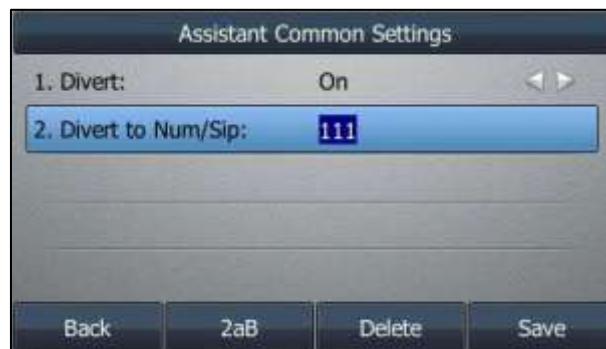 Assistant Common Settings
1. Divert: On
2. Divert to Num/Sip: 111
Back 2aB Delete Save